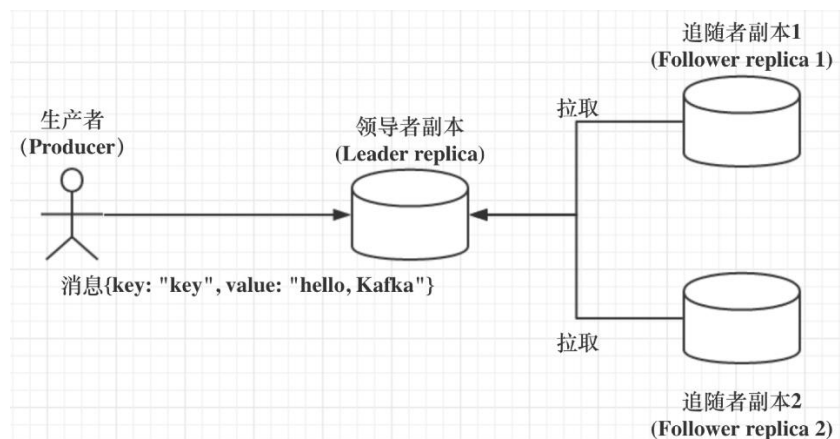 追随者副本1
(Follower replica 1)
生产者
（Producer）
领导者副本
(Leader replica)
拉取
消息{key: "key", value: "hello, Kafka"}
拉取
追随者副本2
(Follower replica 2)